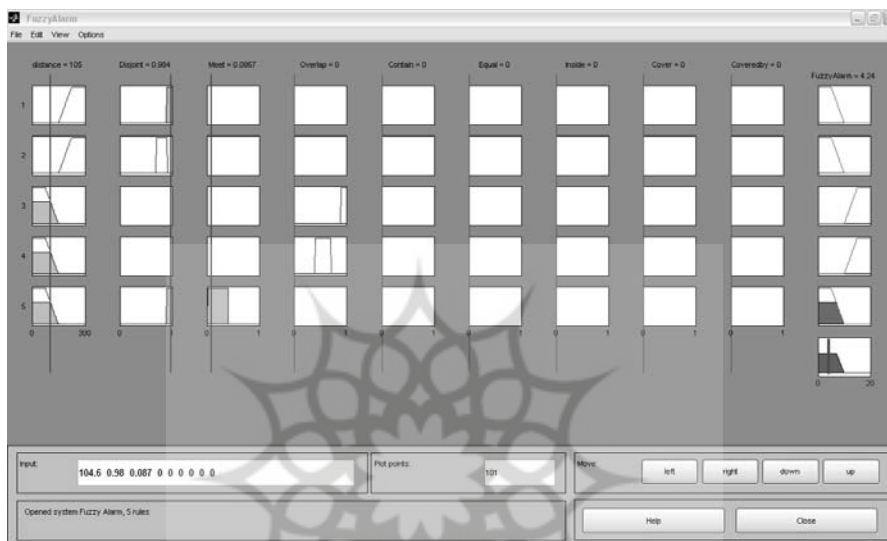 FuzzyAlarm
File Edit View Options
distance = 105 Disjoint = 0.984 Meet = 0.0867 Overlap = 0 Contain = 0 Equal = 0 Inside = 0 Cover = 0 Coveredby = 0
FuzzyAlarm = 4.24
1
2
3
4
5
0 300 0 1 0 1 0 1 0 1 0 1 0 1 0 1
0 20
Input: 104.6 0.98 0.087 0 0 0 0 0 0 Plot points: 101 Move: left right down up
Opened system Fuzzy Alarm, 5 rules Help Close